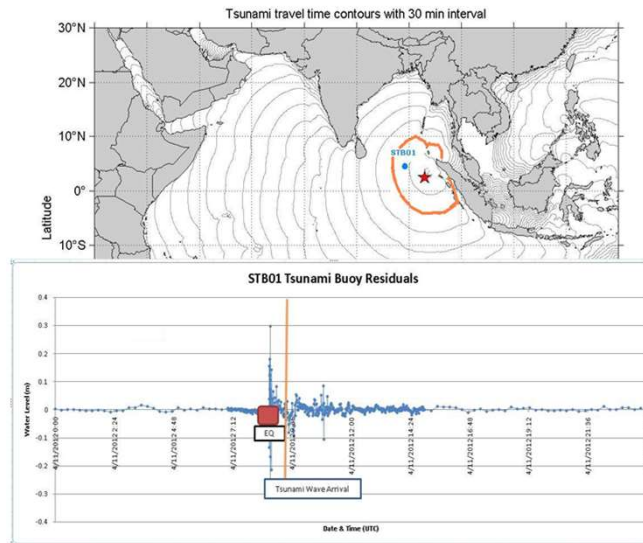 Tsunami travel time contours with 30 min interval
30°N
20°N
10°N
STB01
0°
10°S
Latitude
STB01 Tsunami Buoy Residuals
0.4
0.3
0.2
0.1
0
-0.1
-0.2
-0.3
-0.4
Water Level(m)
EQ
Tsunami Wave Arrival
4/11/2012 0:00
4/11/2012 2:24
4/11/2012 4:48
4/11/2012 7:12
4/11/2012 12:00
4/11/2012 14:24
4/11/2012 16:48
4/11/2012 19:12
4/11/2012 21:36
Date & Time (UTC)